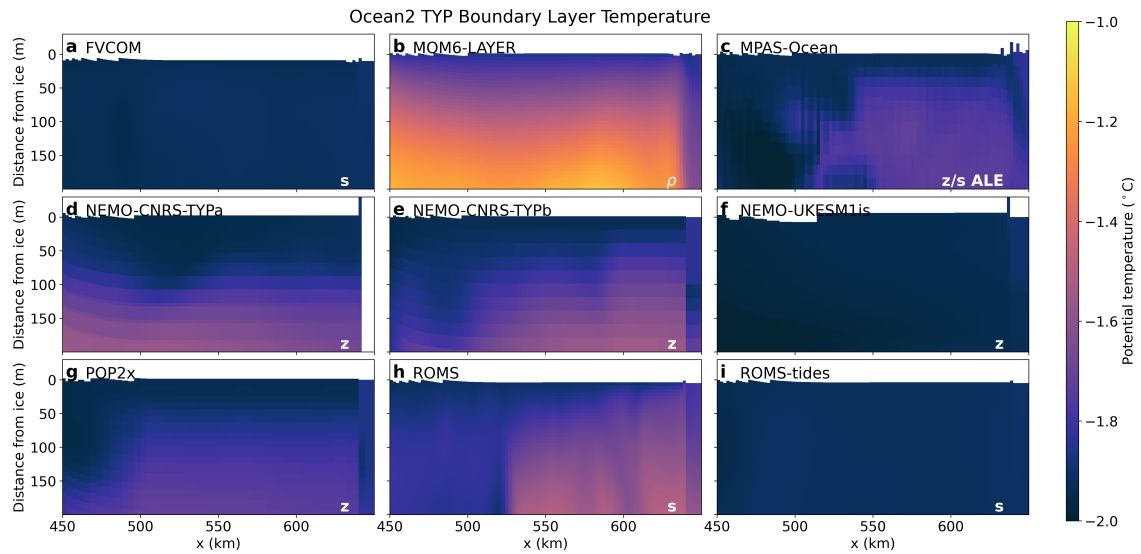 Ocean2 TYP Boundary Layer Temperature
a FVCOM
b MOM6-LAYER
c MPAS-Ocean
Distance from ice (m)
0
50
100
150
s
ρ
z/s ALE
d NEMO-CNRS-TYPa
e NEMO-CNRS-TYPb
f NEMO-UKESM1is
Distance from ice (m)
0
50
100
150
z
z
z
g POP2x
h ROMS
i ROMS-tides
Distance from ice (m)
0
50
100
150
z
s
s
450 500 550 600
450 500 550 600
450 500 550 600
x (km)
x (km)
x (km)
−1.0
−1.2
−1.4
−1.6
−1.8
−2.0
Potential temperature (°C)